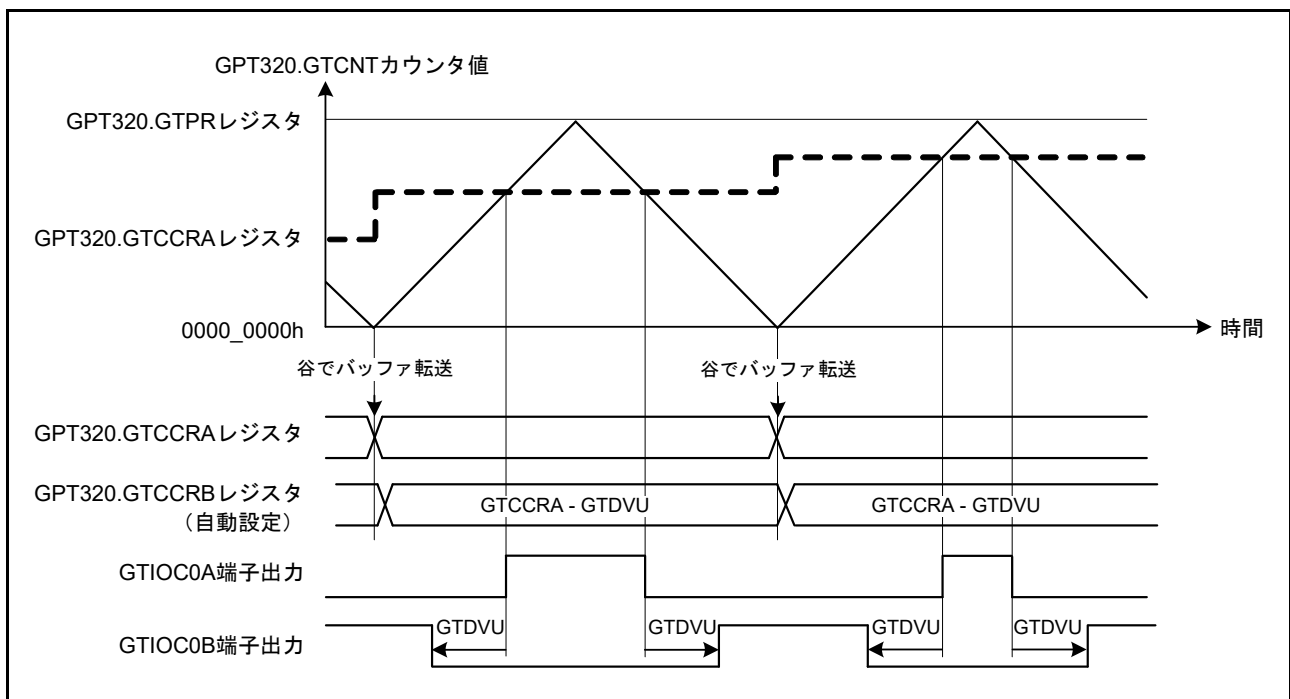 GPT320.GTCNTカウンタ値
GPT320.GTPRレジスタ
GPT320.GTCCRAレジスタ
0000_0000h
時間
谷でバッファ転送
谷でバッファ転送
GPT320.GTCCRAレジスタ
GPT320.GTCCRBレジスタ
（自動設定）
GTCCRA - GTDVU
GTCCRA - GTDVU
GTIOC0A端子出力
GTIOC0B端子出力
GTDVU
GTDVU
GTDVU
GTDVU